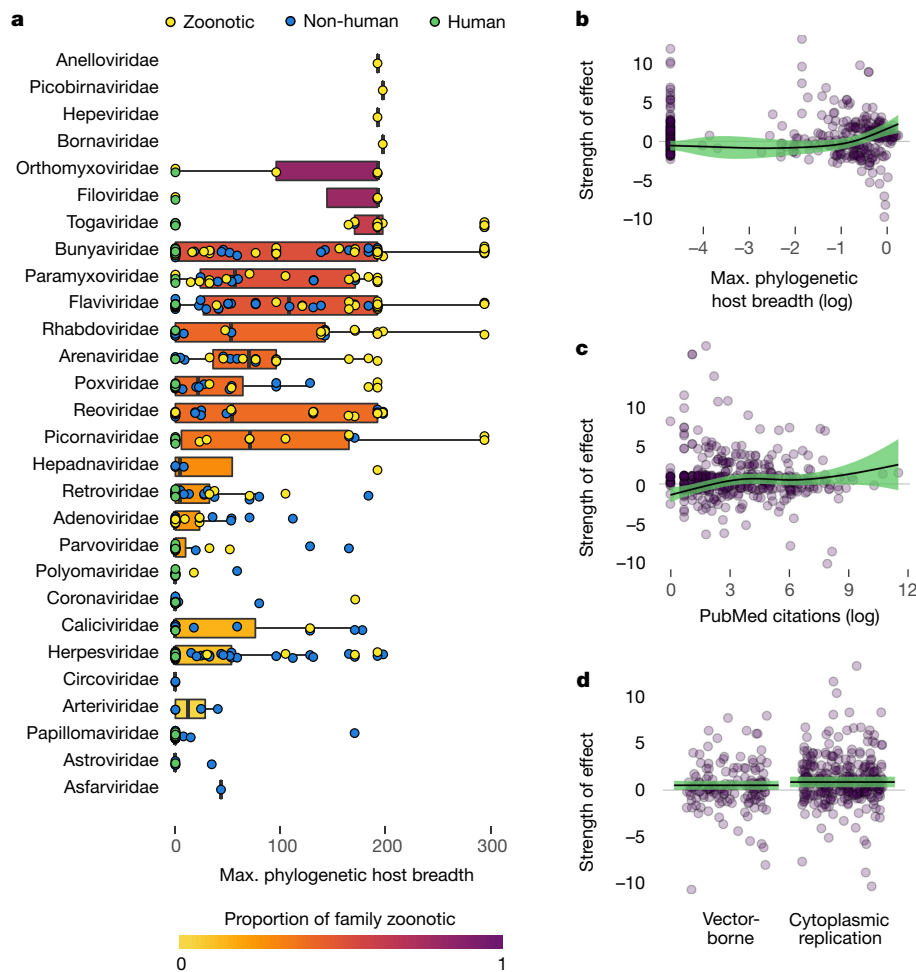 a
Zoonotic Non-human Human
Anelloviridae
Picobirnaviridae
Hepeviridae
Bornaviridae
Orthomyxoviridae
Filoviridae
Togaviridae
Bunyaviridae
Paramyxoviridae
Flaviviridae
Rhabdoviridae
Arenaviridae
Poxviridae
Reoviridae
Picornaviridae
Hepadnaviridae
Retroviridae
Adenoviridae
Parvoviridae
Polyomaviridae
Coronaviridae
Caliciviridae
Herpesviridae
Circoviridae
Arteriviridae
Papillomaviridae
Astroviridae
Asfarviridae
0 100 200 300
Max. phylogenetic host breadth
Proportion of family zoonotic
0 1
b
Strength of effect
10
5
0
−5
−10
−4 −3 −2 −1 0
Max. phylogenetic
host breadth (log)
c
Strength of effect
10
5
0
−5
−10
0 3 6 9 12
PubMed citations (log)
d
Strength of effect
10
5
0
−5
−10
Vector- Cytoplasmic
borne replication